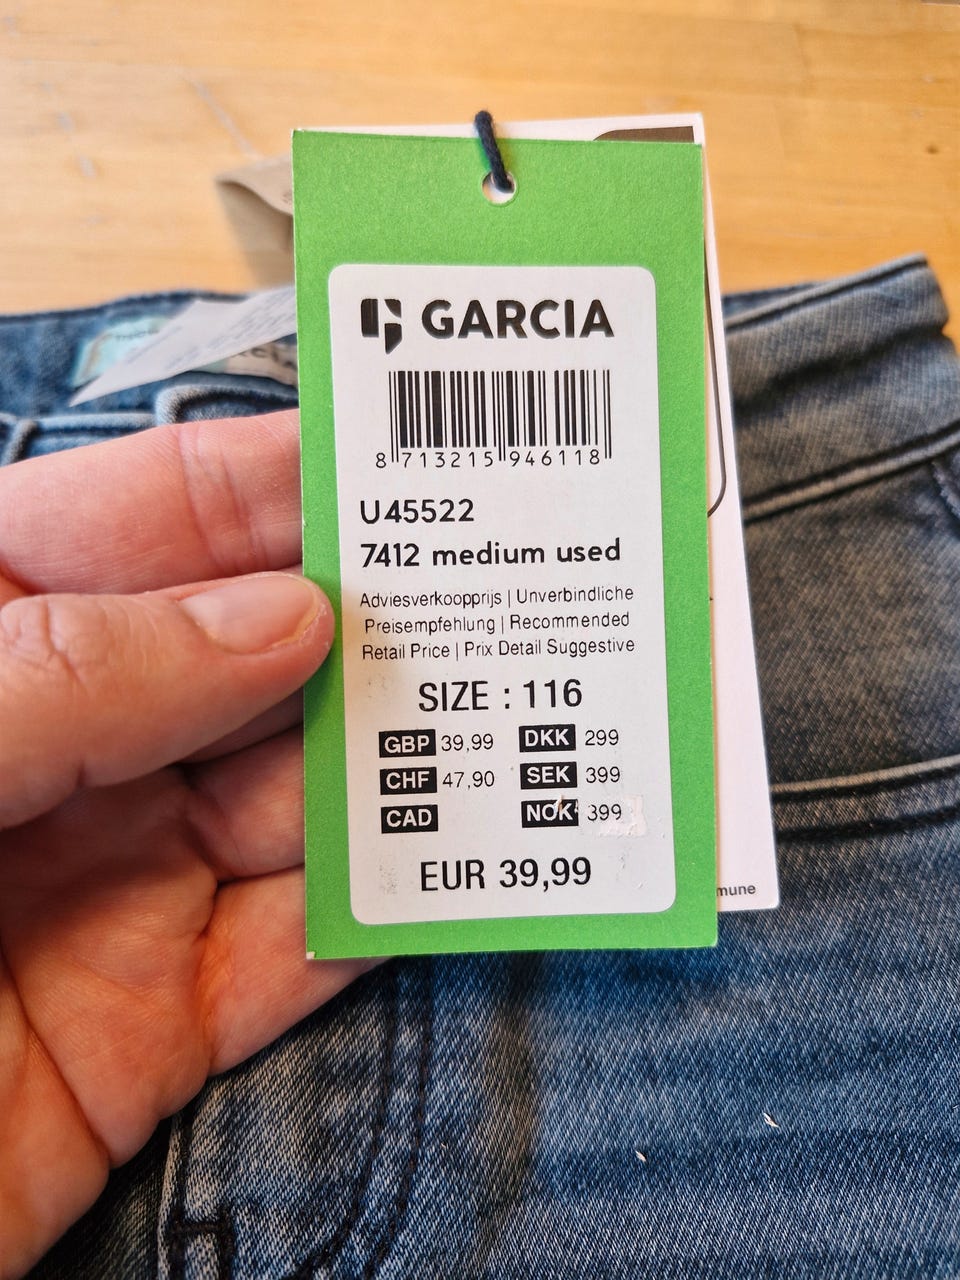 GARCIA
8 713215 946118
U45522
7412 medium used
Adviesverkoopprijs | Unverbindliche
Preisempfehlung | Recommended
Retail Price | Prix Detail Suggestive
SIZE : 116
GBP 39,99 DKK 299
CHF 47,90 SEK 399
CAD NOK 399
EUR 39,99